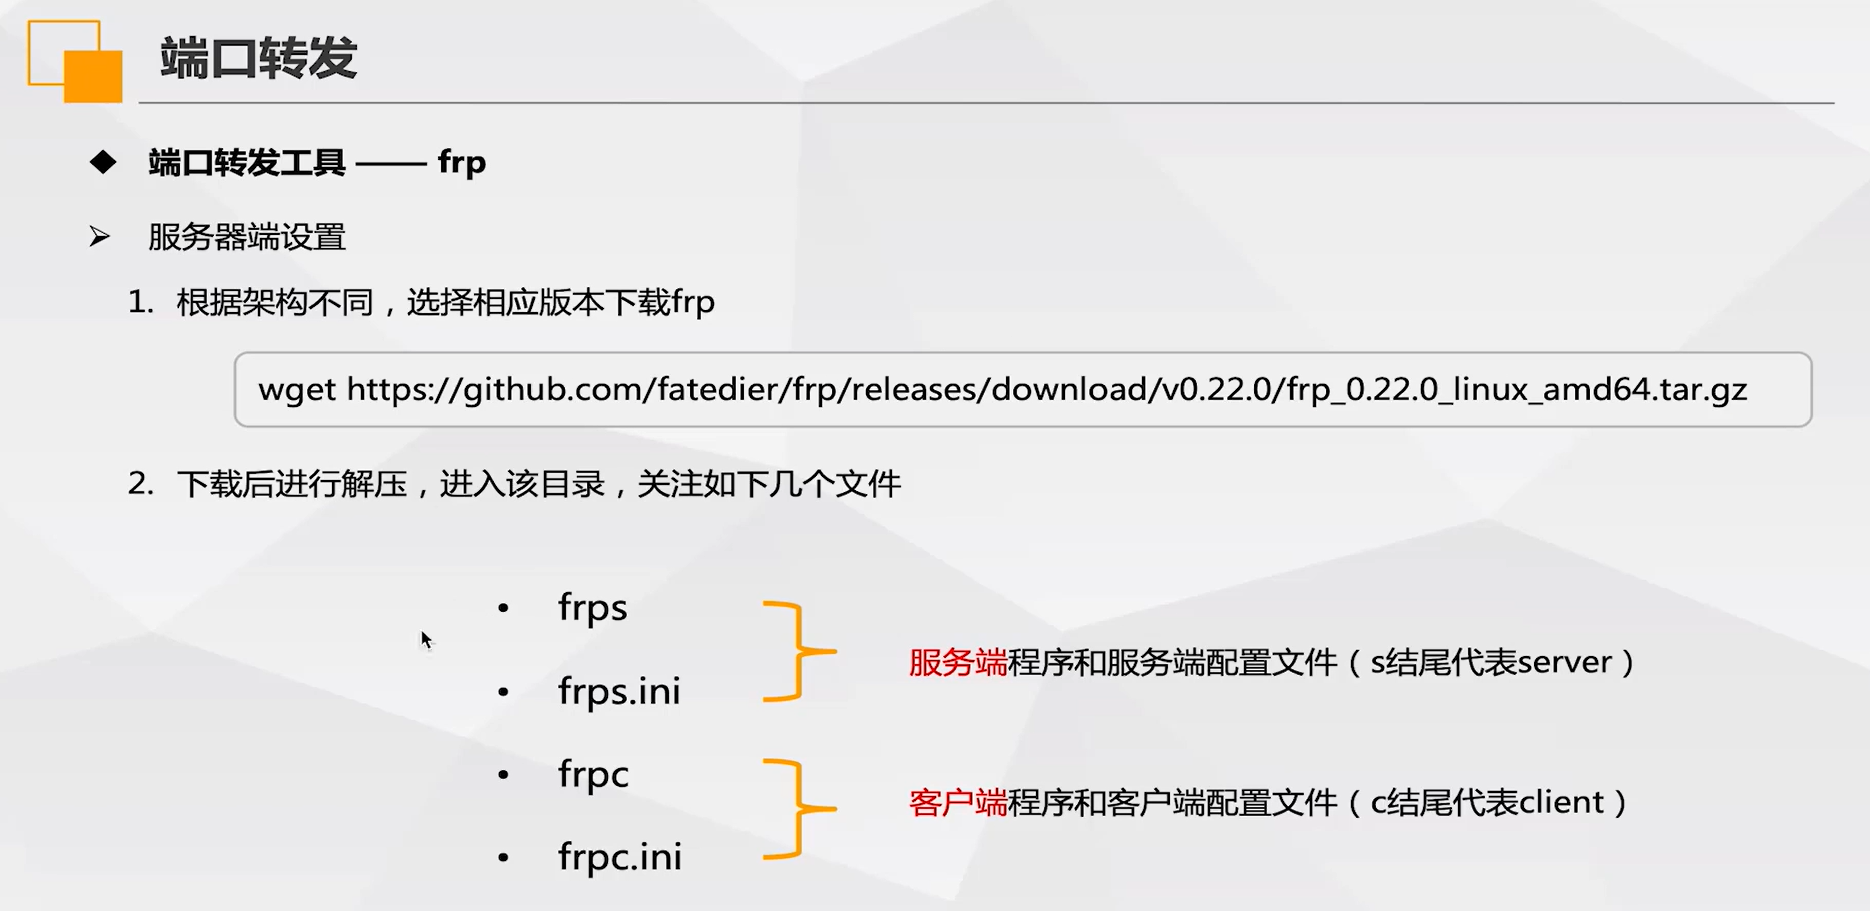 端口转发
◆ 端口转发工具 —— frp
➢ 服务器端设置
1. 根据架构不同，选择相应版本下载frp
wget https://github.com/fatedier/frp/releases/download/v0.22.0/frp_0.22.0_linux_amd64.tar.gz
2. 下载后进行解压，进入该目录，关注如下几个文件
• frps
• frps.ini
服务端程序和服务端配置文件（s结尾代表server）
• frpc
• frpc.ini
客户端程序和客户端配置文件（c结尾代表client）